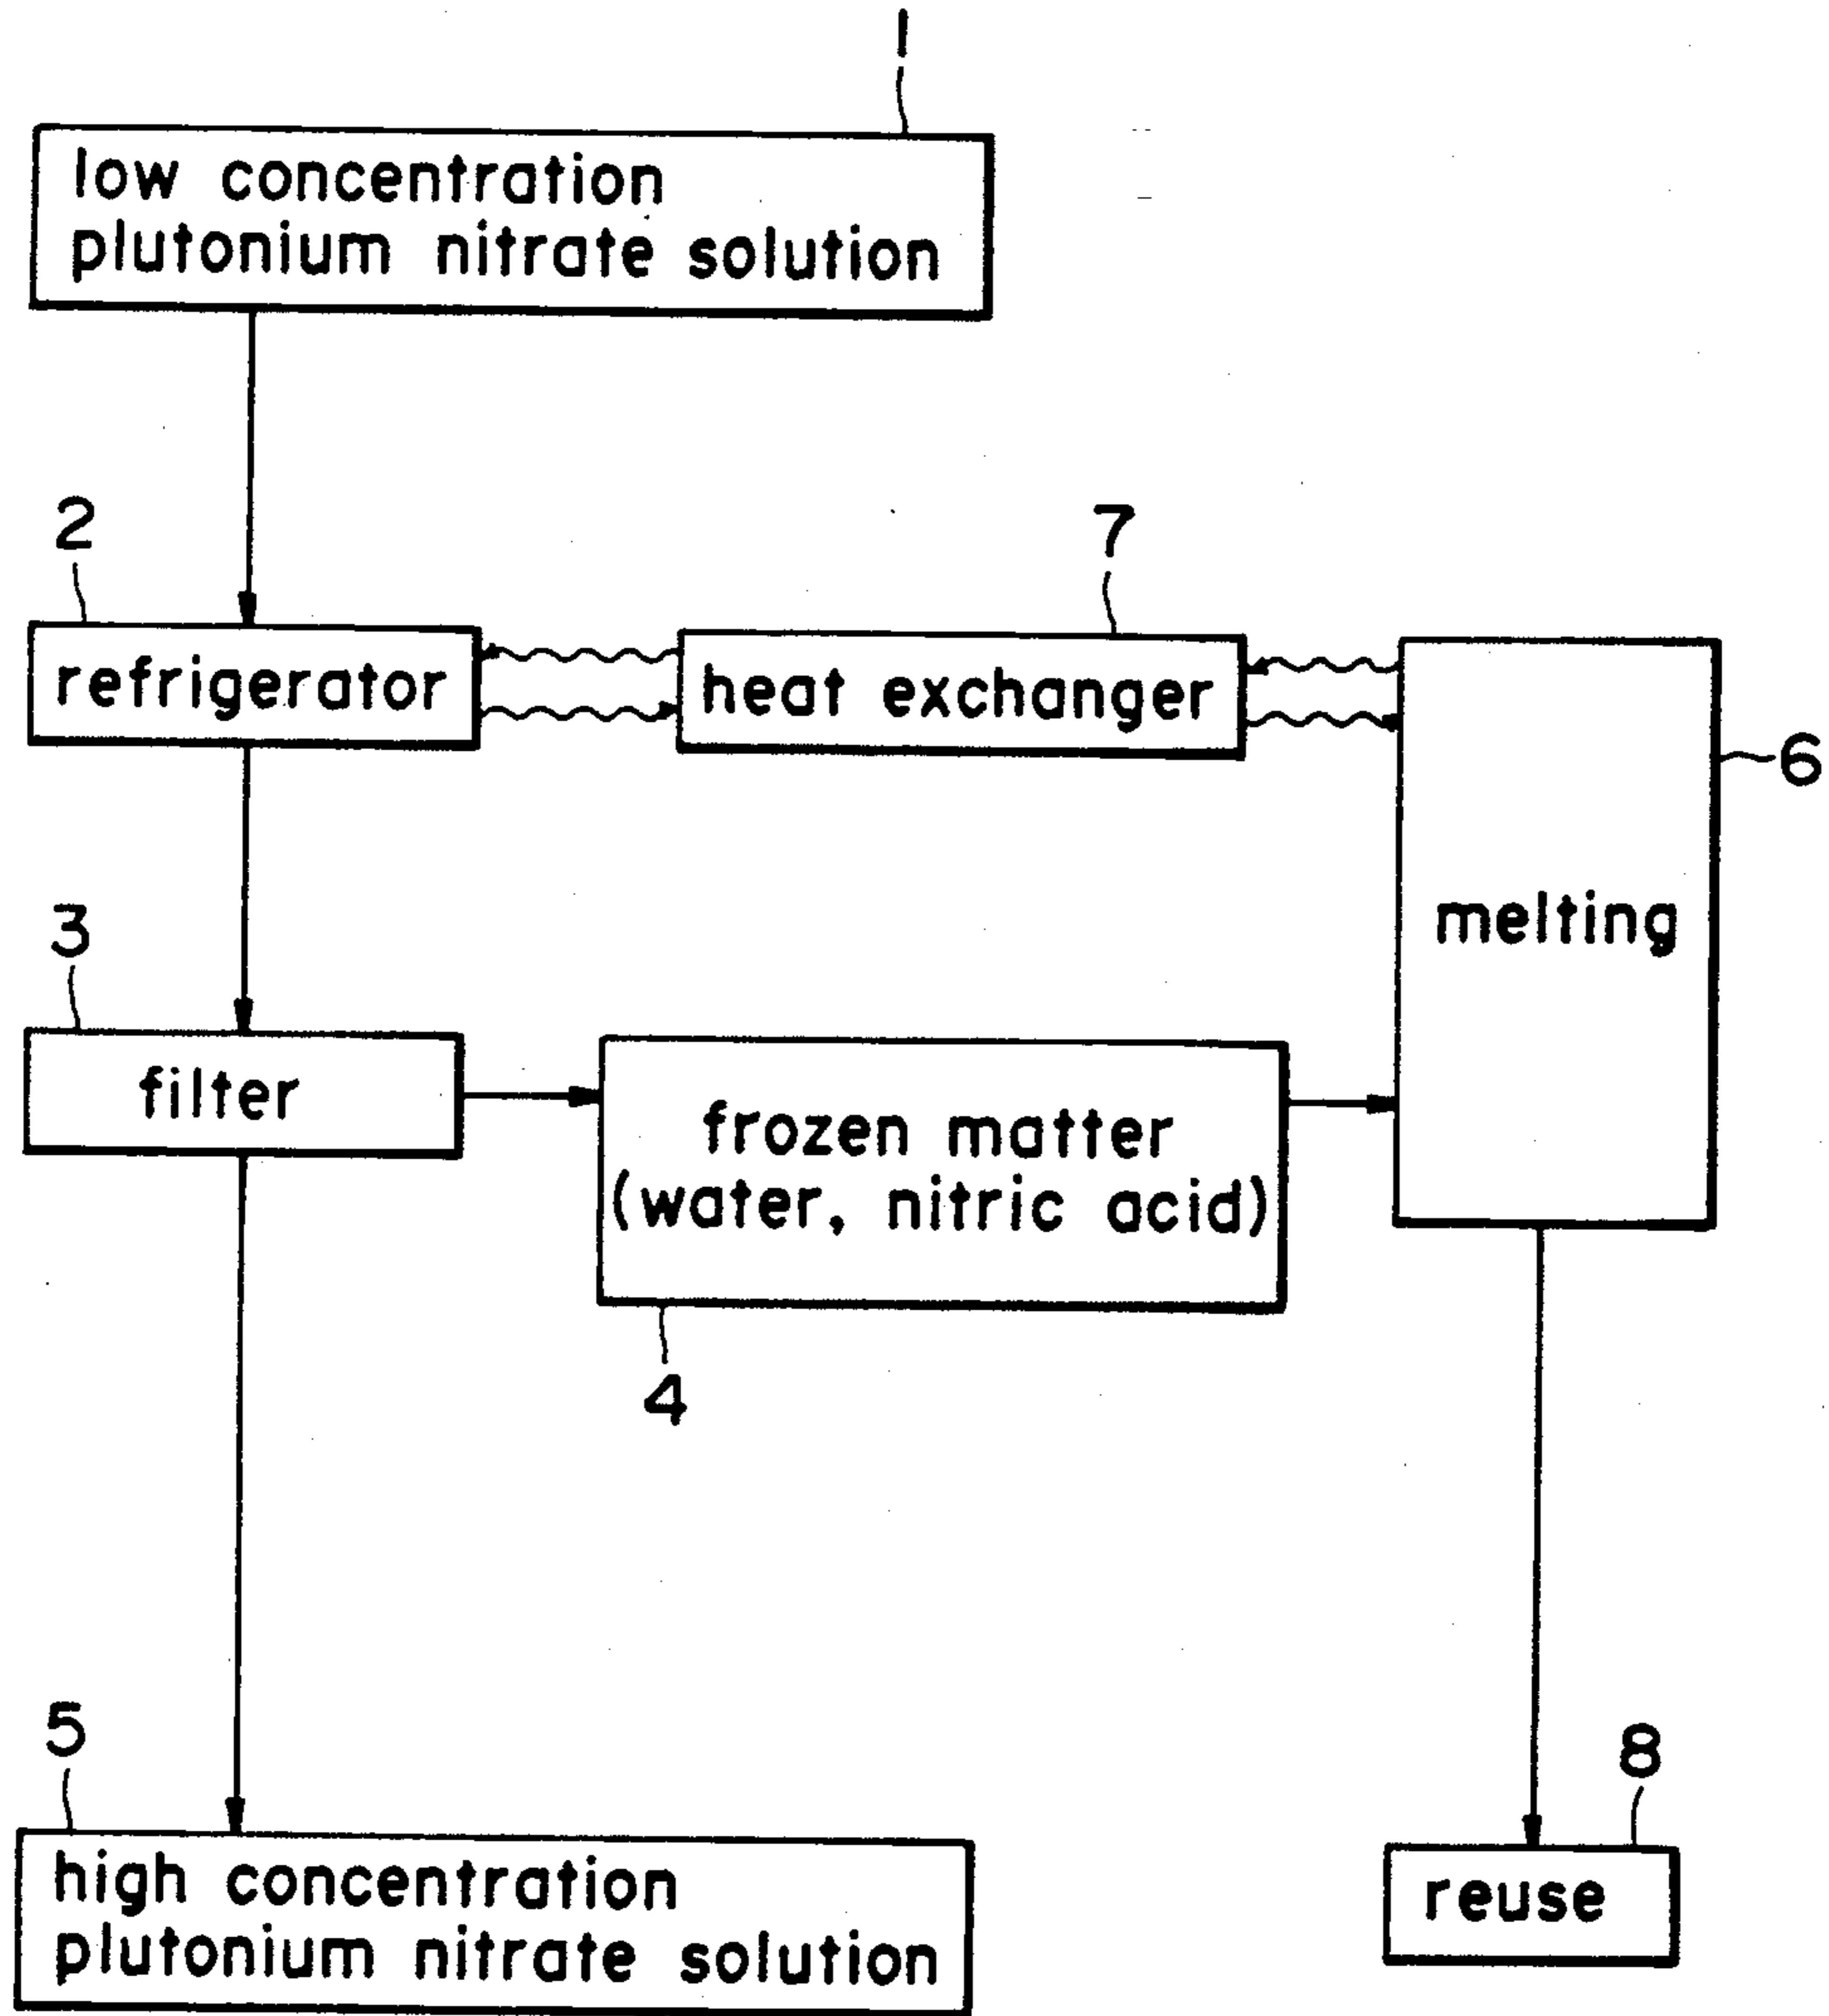 1
low concentration
plutonium nitrate solution
2
7
refrigerator
heat exchanger
6
melting
3
filter
frozen matter
(water, nitric acid)
4
5
8
high concentration
plutonium nitrate solution
reuse